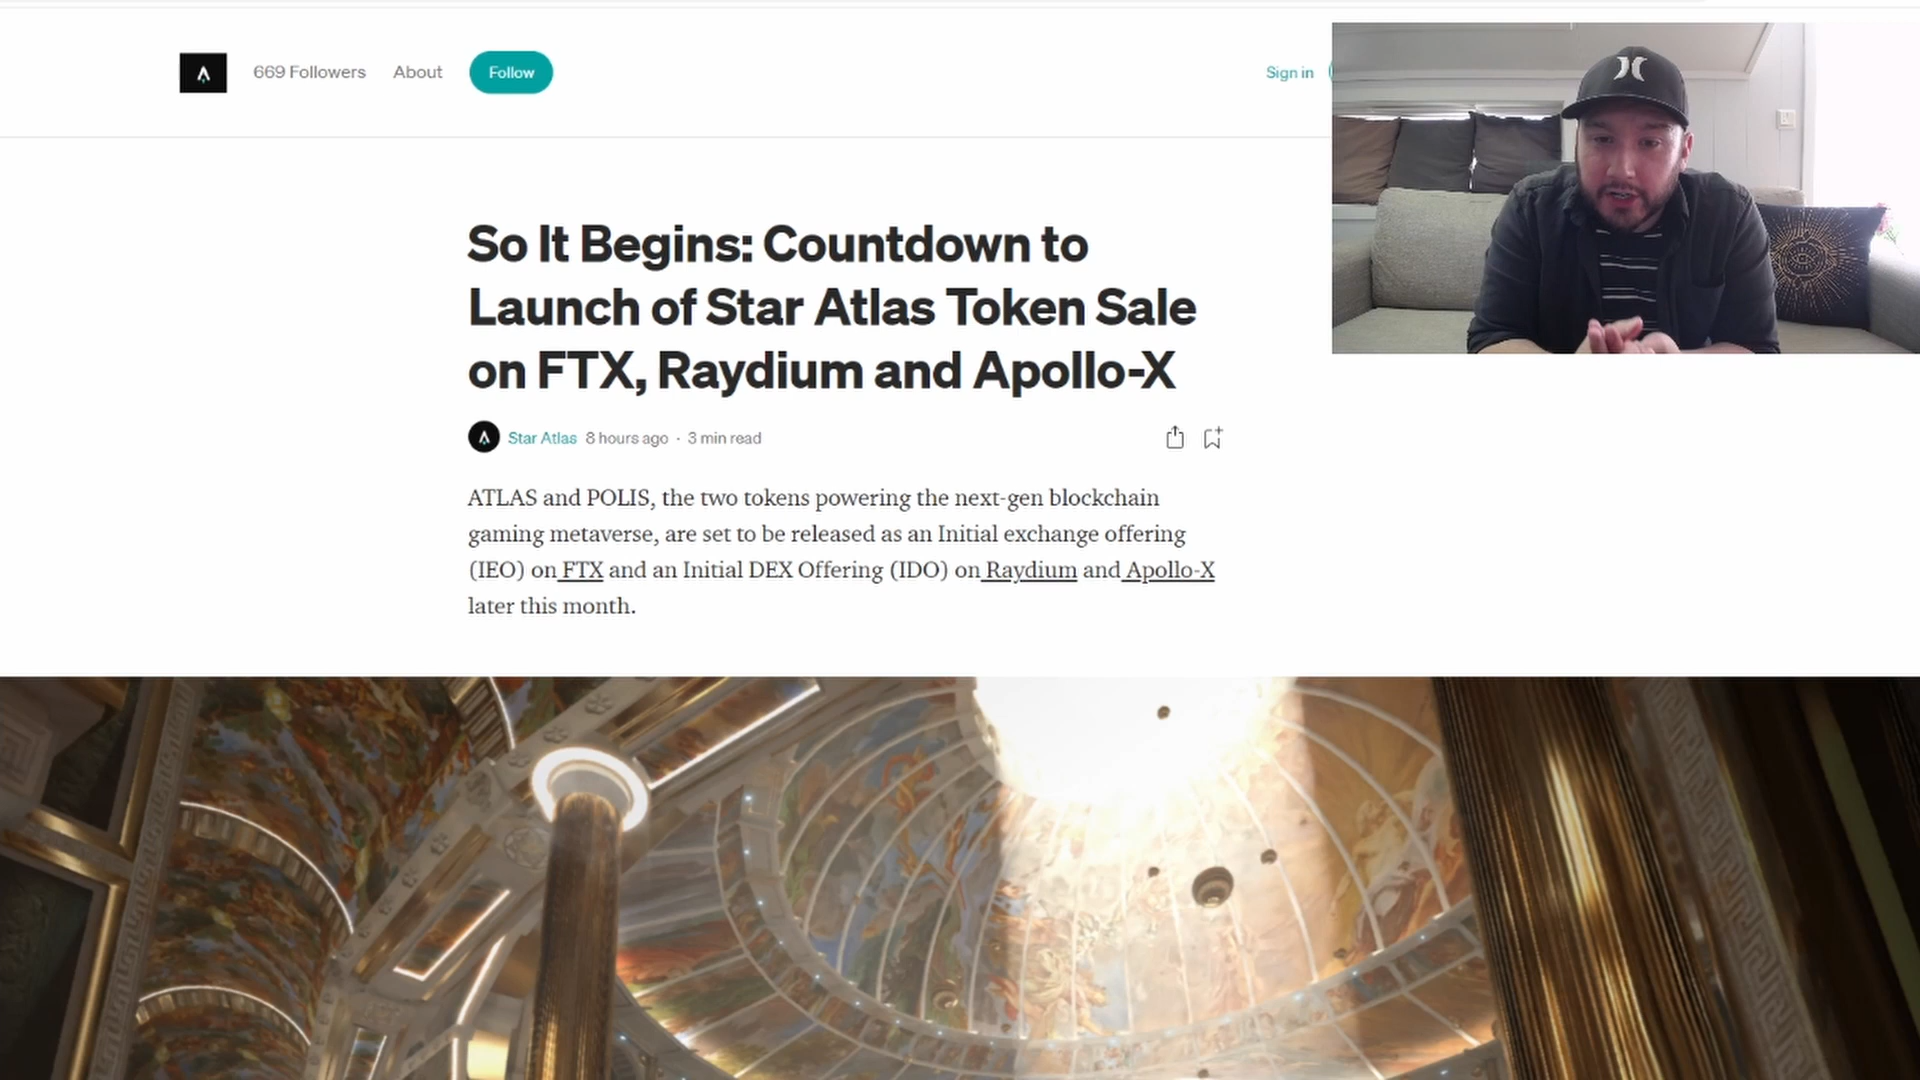 669 Followers About Follow Sign in
So It Begins: Countdown to
Launch of Star Atlas Token Sale
on FTX, Raydium and Apollo-X
Star Atlas 8 hours ago · 3 min read
ATLAS and POLIS, the two tokens powering the next-gen blockchain
gaming metaverse, are set to be released as an Initial exchange offering
(IEO) on FTX and an Initial DEX Offering (IDO) on Raydium and Apollo-X
later this month.